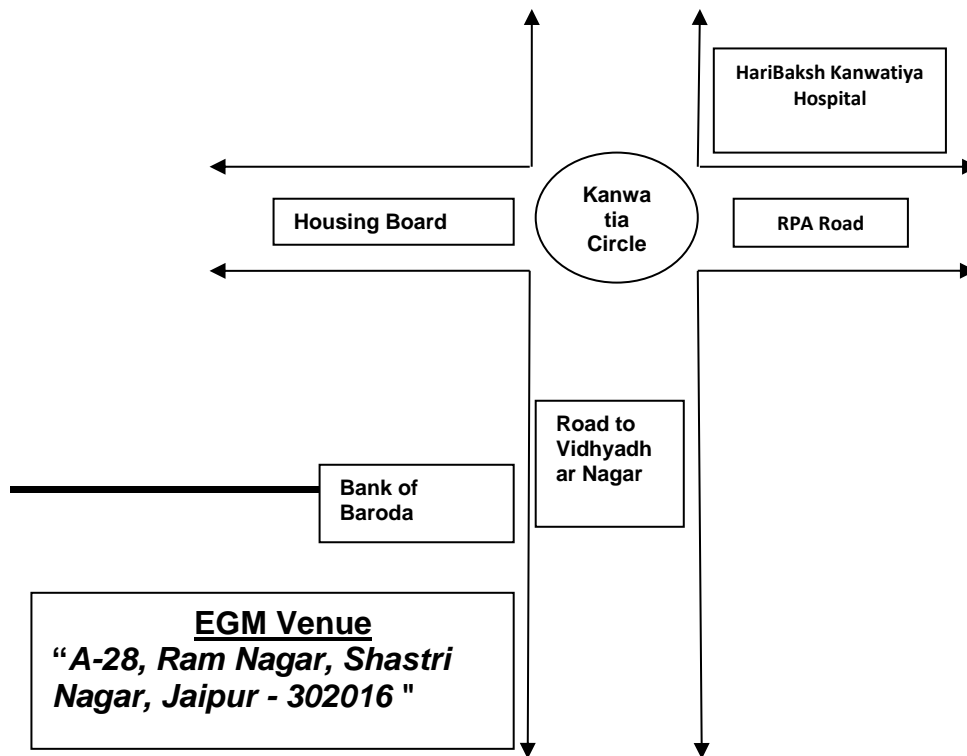 HariBaksh Kanwatiya
Hospital
Housing Board
Kanwa
tia
Circle
RPA Road
Road to
Vidhyadh
ar Nagar
Bank of
Baroda
EGM Venue
“A-28, Ram Nagar, Shastri
Nagar, Jaipur - 302016 "